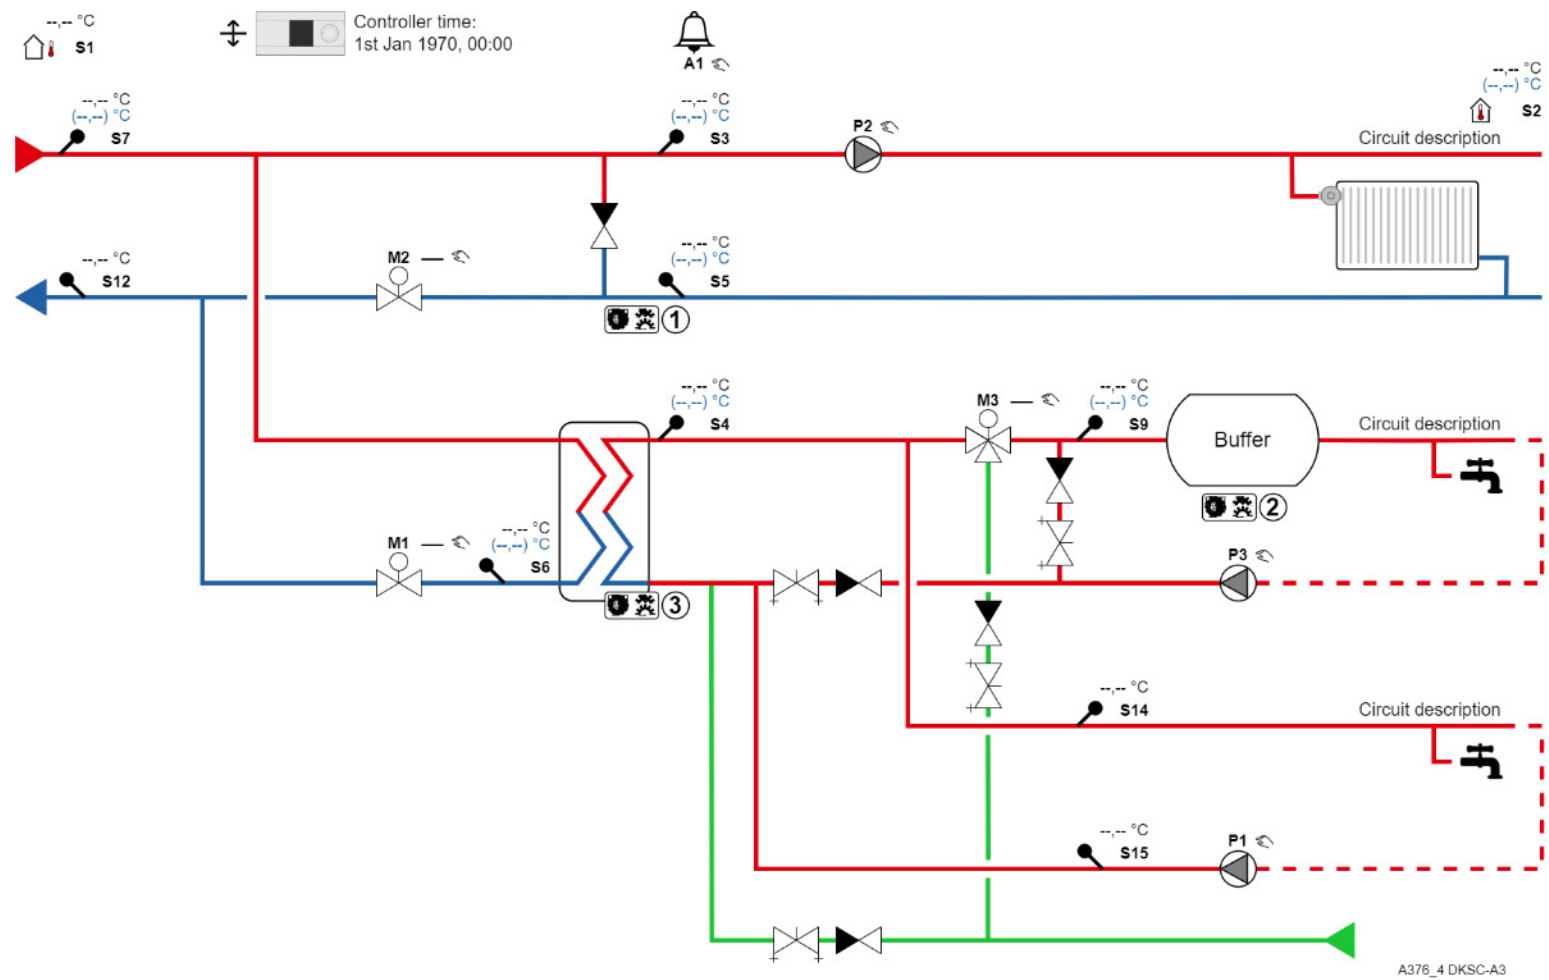 --,-- °C
S1
Controller time:
1st Jan 1970, 00:00
A1
--,-- °C
(--,--) °C
S2
--,-- °C
(--,--) °C
S7
--,-- °C
(--,--) °C
S3
P2
Circuit description
--,-- °C
S12
M2
--,-- °C
(--,--) °C
S5
1
--,-- °C
(--,--) °C
S4
M3
--,-- °C
(--,--) °C
S9
Buffer
Circuit description
2
M1
--,-- °C
(--,--) °C
S6
P3
3
--,-- °C
S14
Circuit description
--,-- °C
S15
P1
A376_4 DKSC-A3